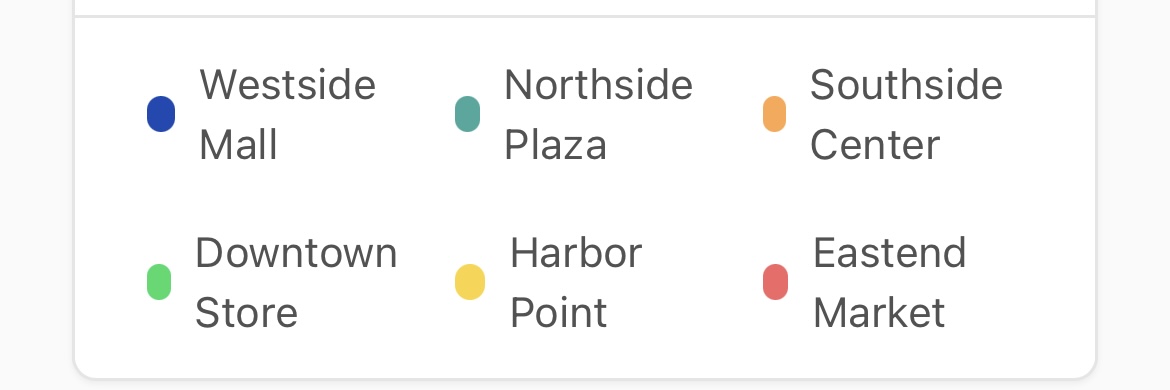 Westside
Mall
Northside
Plaza
Southside
Center
Downtown
Store
Harbor
Point
Eastend
Market